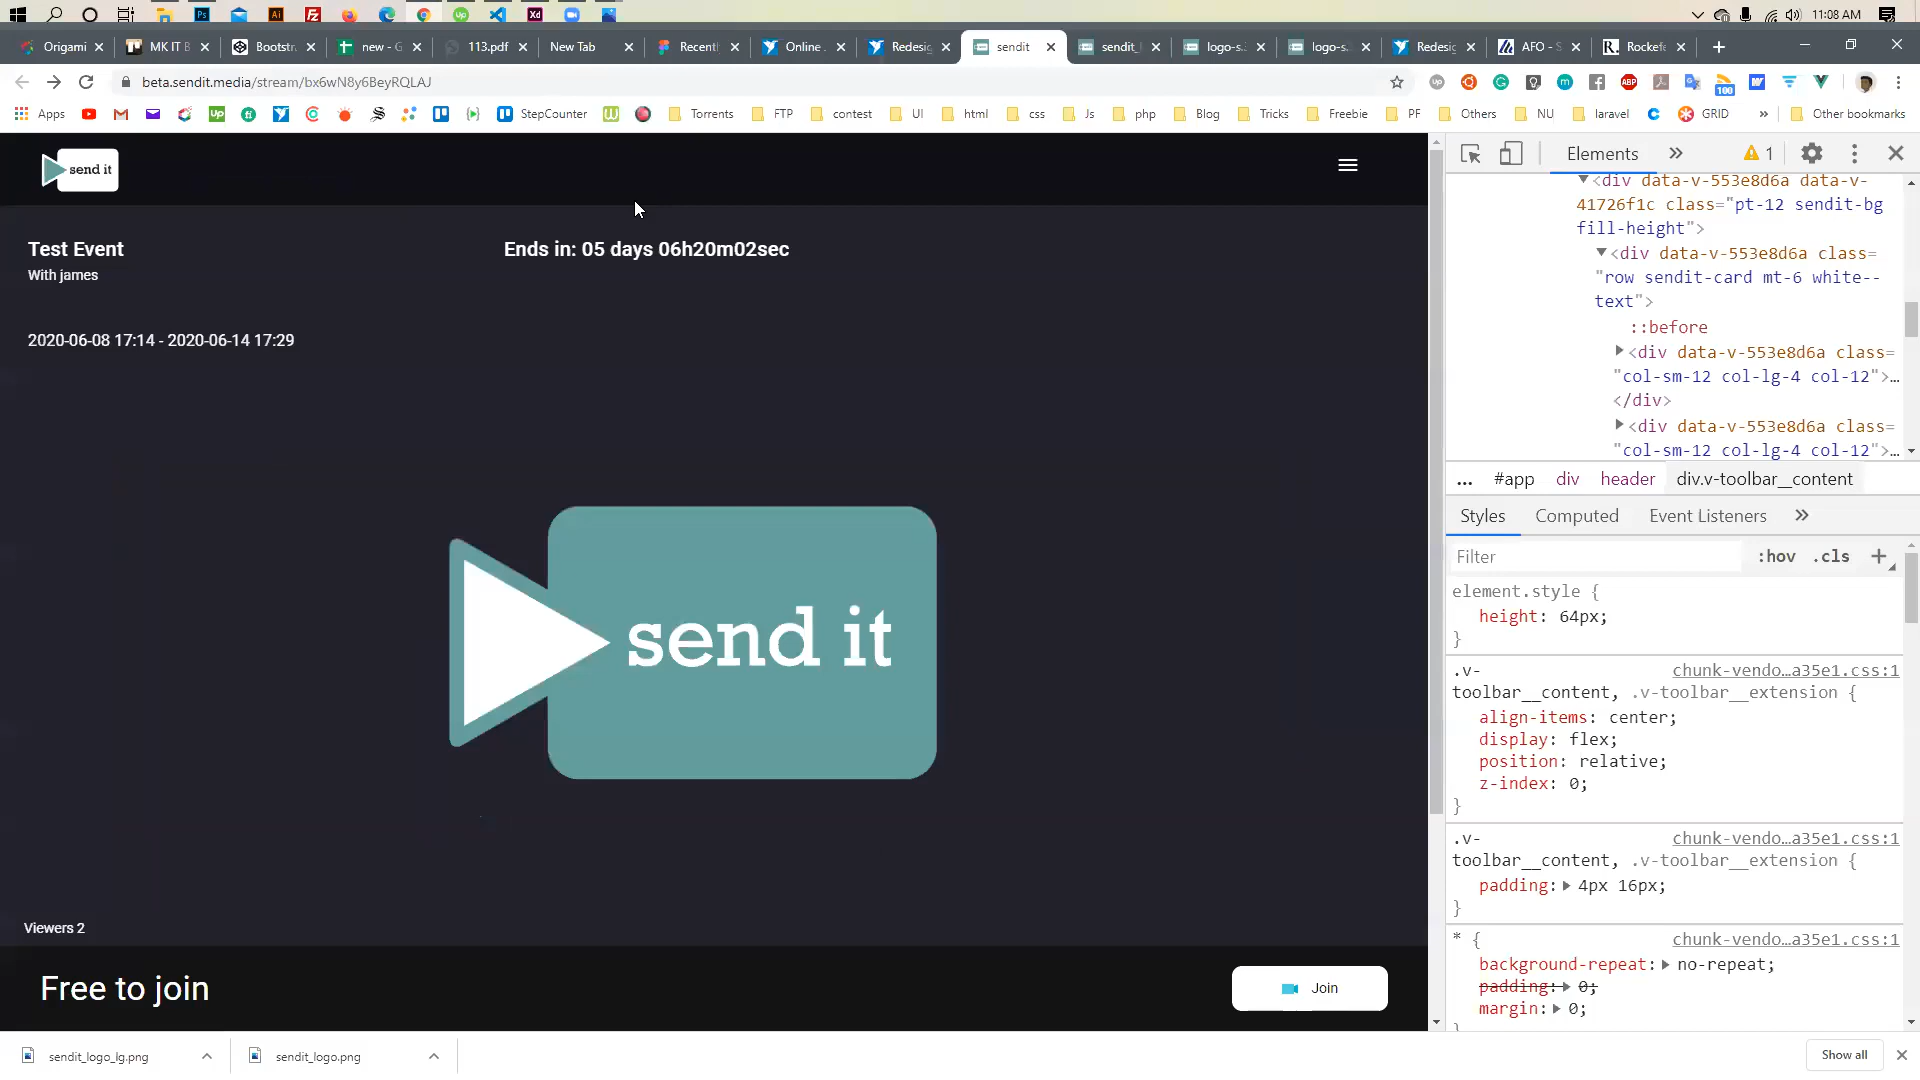 11:08 AM
Origami
MK IT B
Bootstr
new - G
113.pdf
New Tab
Recent
Online
Redesig
sendit
sendit_
logo-s.
logo-s.
Redesig
AFO - S
Rockefe
beta.sendit.media/stream/bx6wN8y6BeyRQLAJ
100
Apps
StepCounter
Torrents
FTP
contest
UI
html
css
Js
php
Blog
Tricks
Freebie
PF
Others
NU
laravel
GRID
»
Other bookmarks
send it
Test Event
With james
Ends in: 05 days 06h20m02sec
2020-06-08 17:14 - 2020-06-14 17:29
send it
Viewers 2
Free to join
Join
Elements » 1
<div data-v-553e8d6a data-v-
41726f1c class="pt-12 sendit-bg
fill-height">
<div data-v-553e8d6a class=
"row sendit-card mt-6 white--
text">
::before
<div data-v-553e8d6a class=
"col-sm-12 col-lg-4 col-12">…
</div>
<div data-v-553e8d6a class=
"col-sm-12 col-lg-4 col-12">…
... #app div header div.v-toolbar__content
Styles Computed Event Listeners »
Filter :hov .cls +
element.style {
height: 64px;
}
.v- chunk-vendo…a35e1.css:1
toolbar__content, .v-toolbar__extension {
align-items: center;
display: flex;
position: relative;
z-index: 0;
}
.v- chunk-vendo…a35e1.css:1
toolbar__content, .v-toolbar__extension {
padding: 4px 16px;
}
* { chunk-vendo…a35e1.css:1
background-repeat: no-repeat;
padding: 0;
margin: 0;
}
sendit_logo_lg.png
sendit_logo.png
Show all